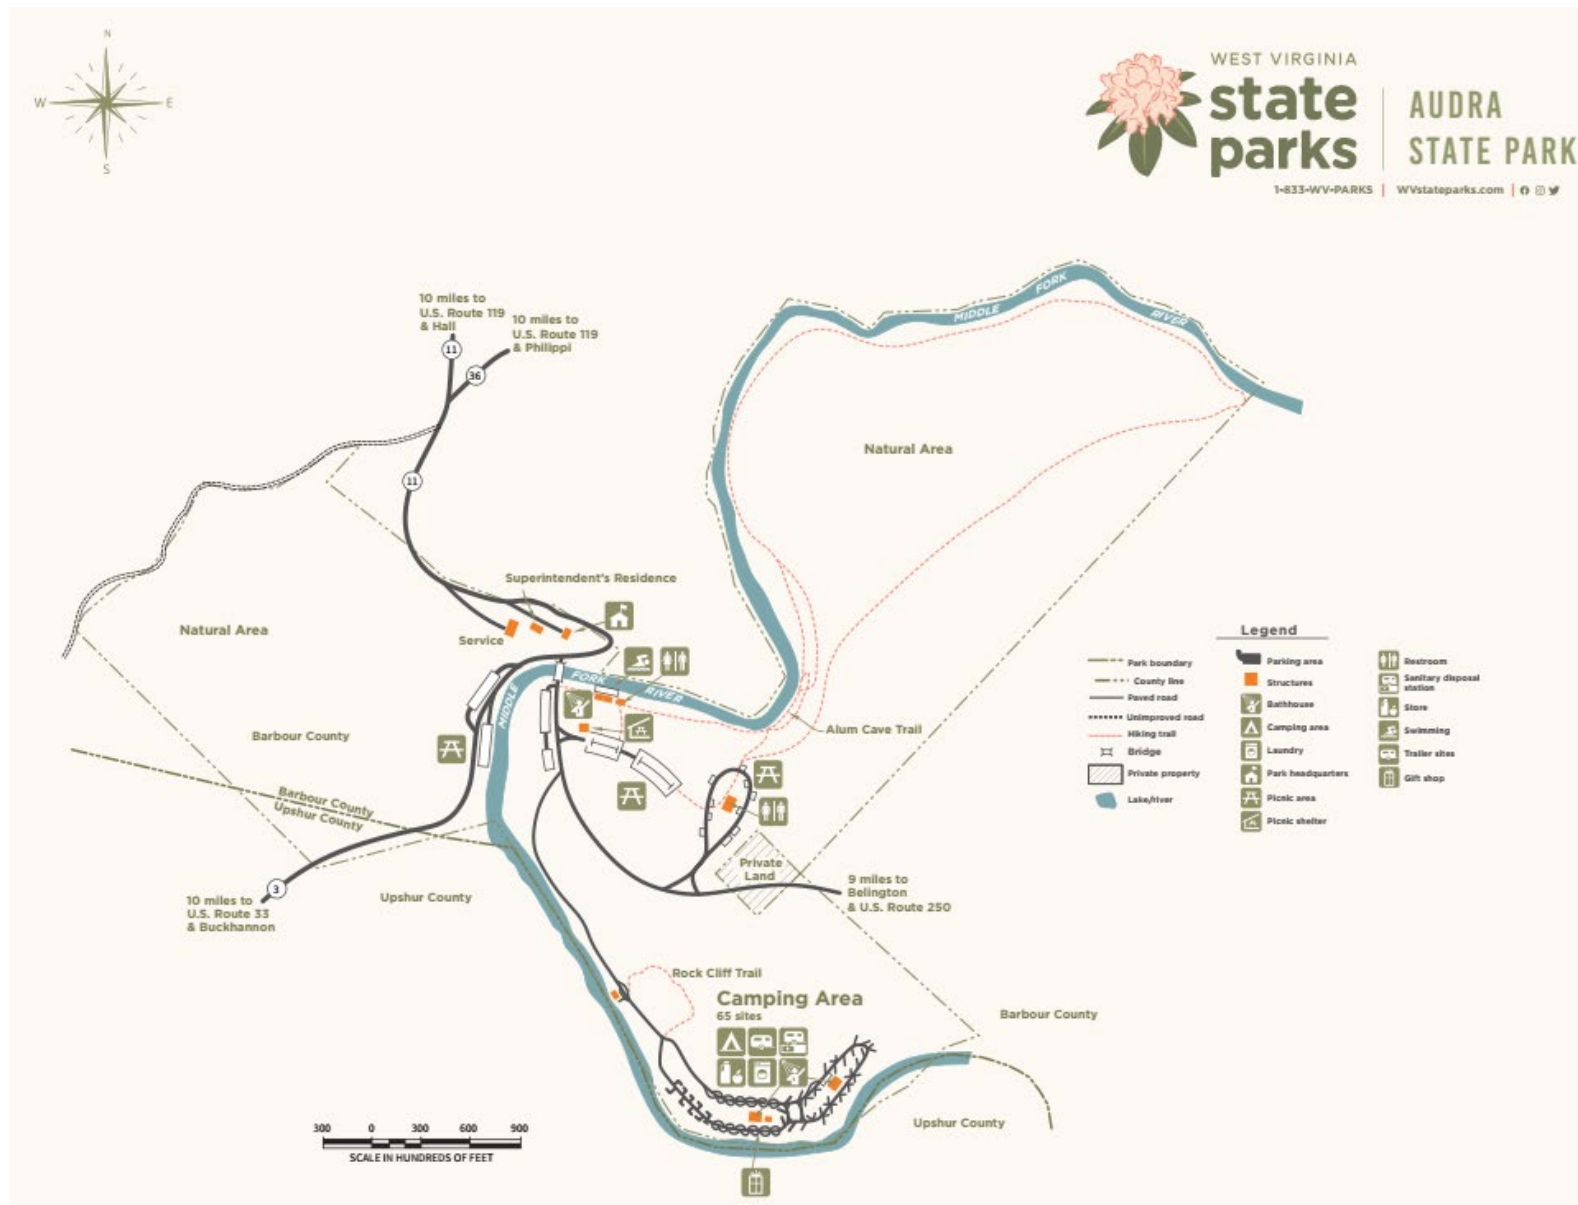 N
W
E
S
WEST VIRGINIA
state
parks
AUDRA
STATE PARK
1-833-WV-PARKS | WVstateparks.com |
10 miles to
U.S. Route 119
& Hall
10 miles to
U.S. Route 119
& Philippi
11
36
11
MIDDLE
FORK
RIVER
Natural Area
Superintendent's Residence
Service
Natural Area
FORK
RIVER
MIDDLE
Alum Cave Trail
Barbour County
Barbour County
Upshur County
Private
Land
9 miles to
Belington
& U.S. Route 250
3
10 miles to
U.S. Route 33
& Buckhannon
Upshur County
Rock Cliff Trail
Camping Area
65 sites
Barbour County
Upshur County
300 0 300 600 900
SCALE IN HUNDREDS OF FEET
Legend
Park boundary
County line
Paved road
Unimproved road
Hiking trail
Bridge
Private property
Lake/river
Parking area
Structures
Bathhouse
Camping area
Laundry
Park headquarters
Picnic area
Picnic shelter
Restroom
Sanitary disposal
station
Store
Swimming
Trailer sites
Gift shop